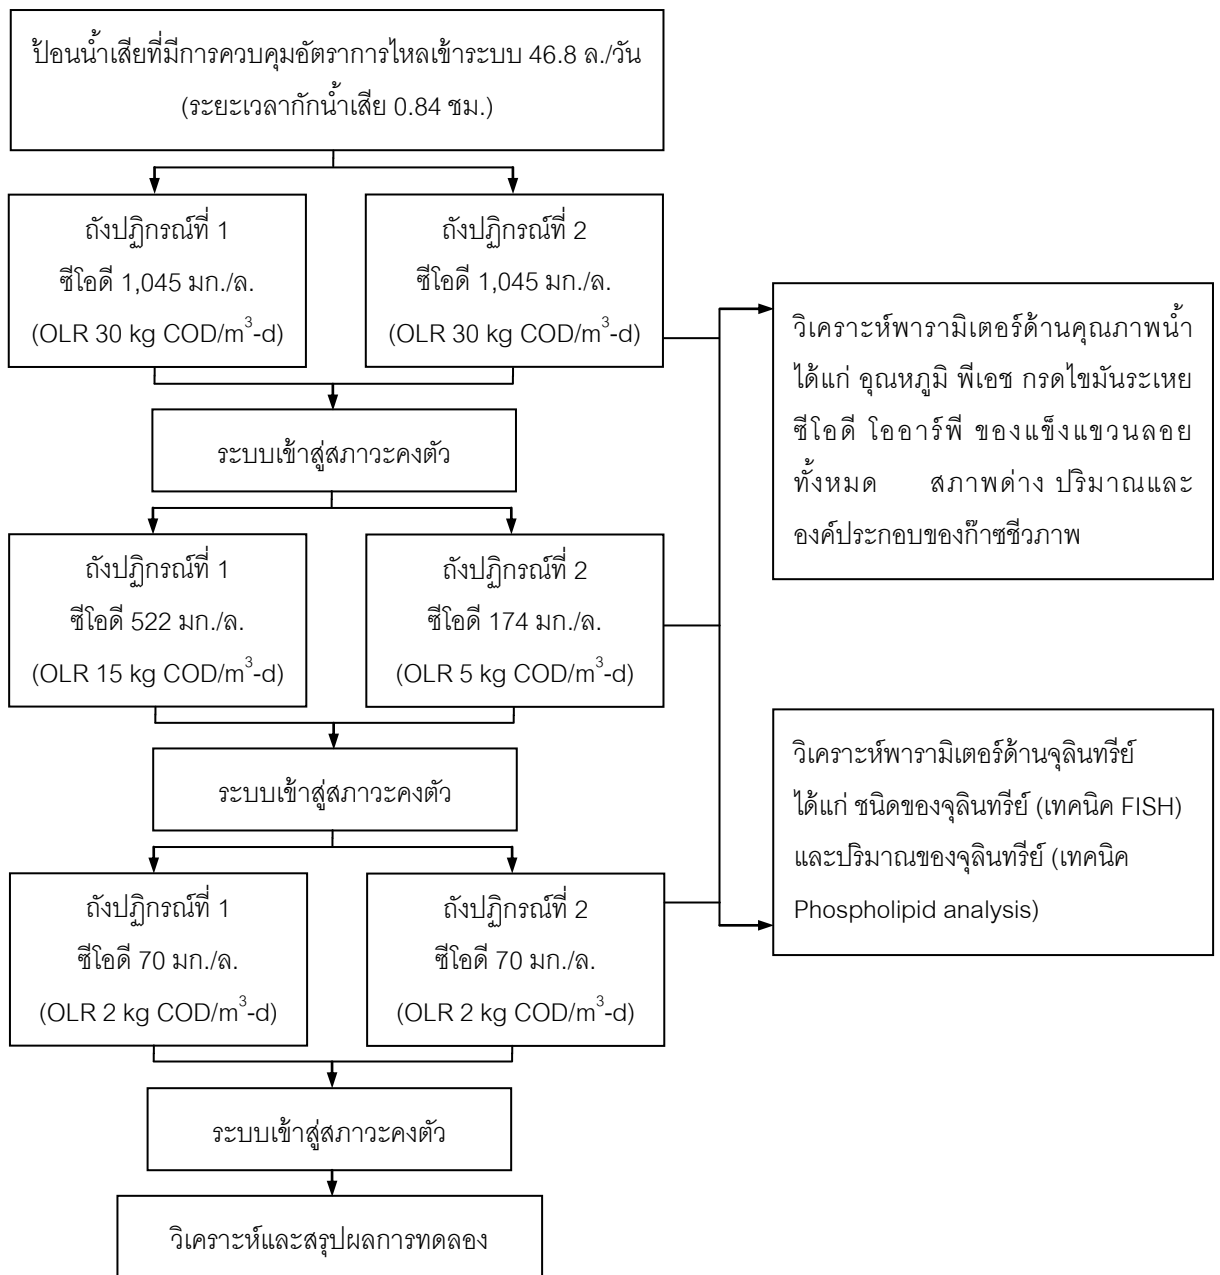 ป้อนน้ำเสียที่มีการควบคุมอัตราการไหลเข้าระบบ 46.8 ล./วัน
(ระยะเวลากักน้ำเสีย 0.84 ชม.)
ถังปฏิกรณ์ที่ 1
ซีโอดี 1,045 มก./ล.
(OLR 30 kg COD/m³-d)
ถังปฏิกรณ์ที่ 2
ซีโอดี 1,045 มก./ล.
(OLR 30 kg COD/m³-d)
วิเคราะห์พารามิเตอร์ด้านคุณภาพน้ำ
ได้แก่ อุณหภูมิ พีเอช กรดไขมันระเหย
ซีโอดี โออาร์พี ของแข็งแขวนลอย
ทั้งหมด สภาพด่าง ปริมาณและ
องค์ประกอบของก๊าซชีวภาพ
ระบบเข้าสู่สภาวะคงตัว
ถังปฏิกรณ์ที่ 1
ซีโอดี 522 มก./ล.
(OLR 15 kg COD/m³-d)
ถังปฏิกรณ์ที่ 2
ซีโอดี 174 มก./ล.
(OLR 5 kg COD/m³-d)
ระบบเข้าสู่สภาวะคงตัว
วิเคราะห์พารามิเตอร์ด้านจุลินทรีย์
ได้แก่ ชนิดของจุลินทรีย์ (เทคนิค FISH)
และปริมาณของจุลินทรีย์ (เทคนิค
Phospholipid analysis)
ถังปฏิกรณ์ที่ 1
ซีโอดี 70 มก./ล.
(OLR 2 kg COD/m³-d)
ถังปฏิกรณ์ที่ 2
ซีโอดี 70 มก./ล.
(OLR 2 kg COD/m³-d)
ระบบเข้าสู่สภาวะคงตัว
วิเคราะห์และสรุปผลการทดลอง